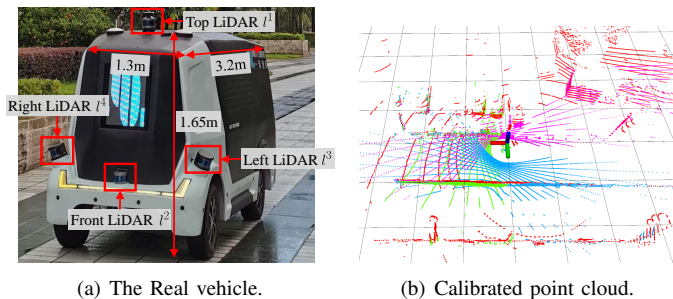 Top LiDAR l¹
1.3m
3.2m
Right LiDAR l⁴
1.65m
Left LiDAR l³
Front LiDAR l²
(a) The Real vehicle.
(b) Calibrated point cloud.